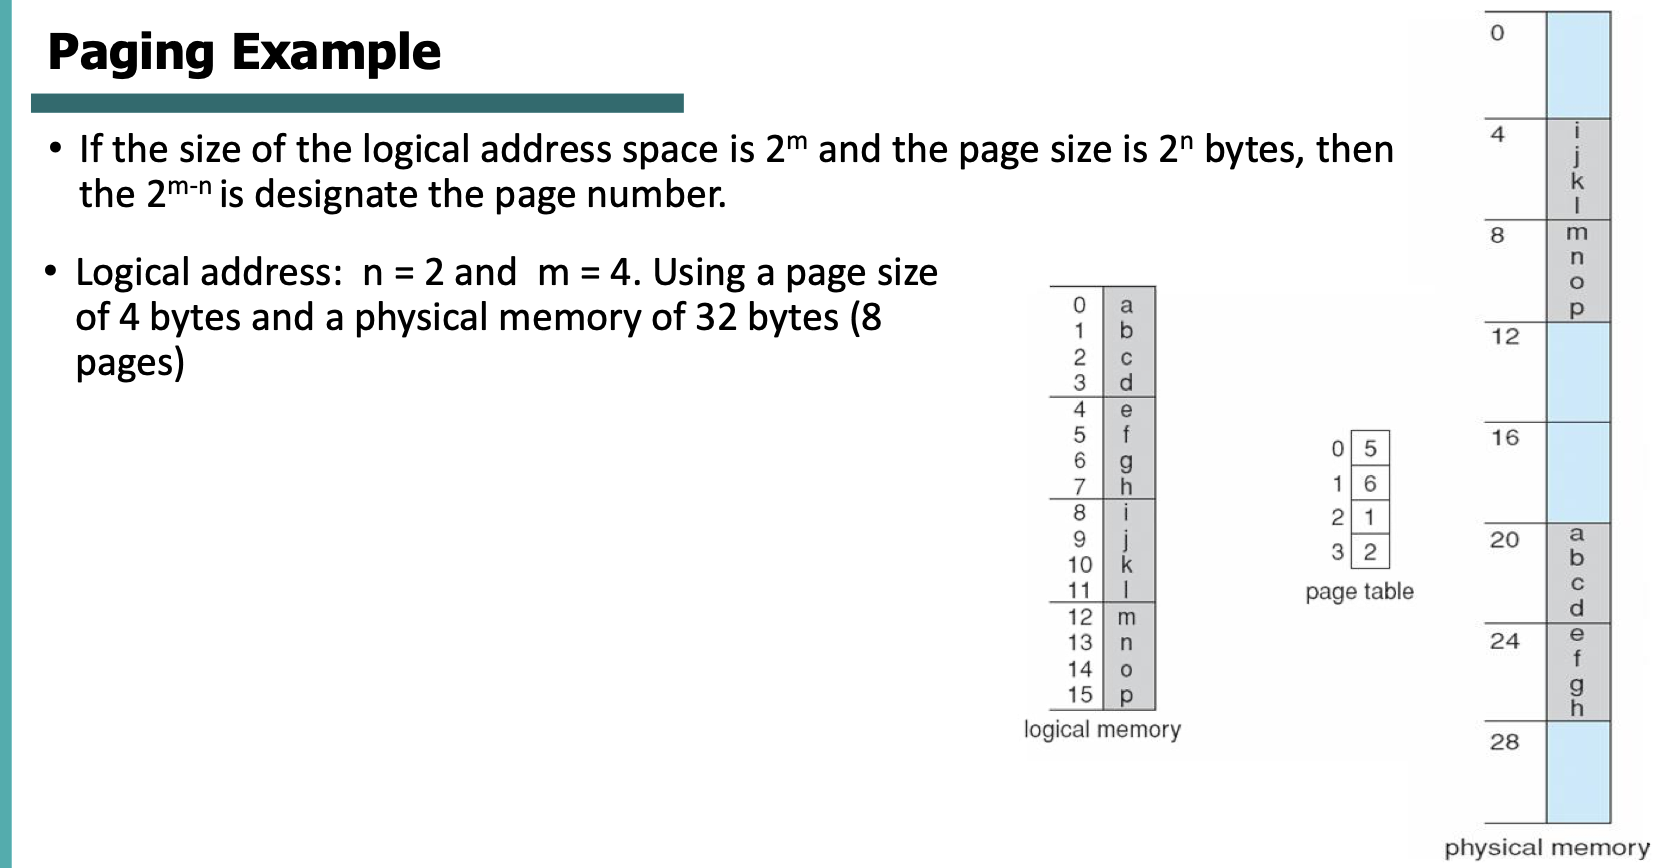 Paging Example
• If the size of the logical address space is 2ᵐ and the page size is 2ⁿ bytes, then
the 2ᵐ⁻ⁿ is designate the page number.
• Logical address: n = 2 and m = 4. Using a page size
of 4 bytes and a physical memory of 32 bytes (8
pages)
0 a
1 b
2 c
3 d
4 e
5 f
6 g
7 h
8 i
9 j
10 k
11 l
12 m
13 n
14 o
15 p
logical memory
0 5
1 6
2 1
3 2
page table
0
4 i
j
k
l
8 m
n
o
p
12
16
20 a
b
c
d
24 e
f
g
h
28
physical memory